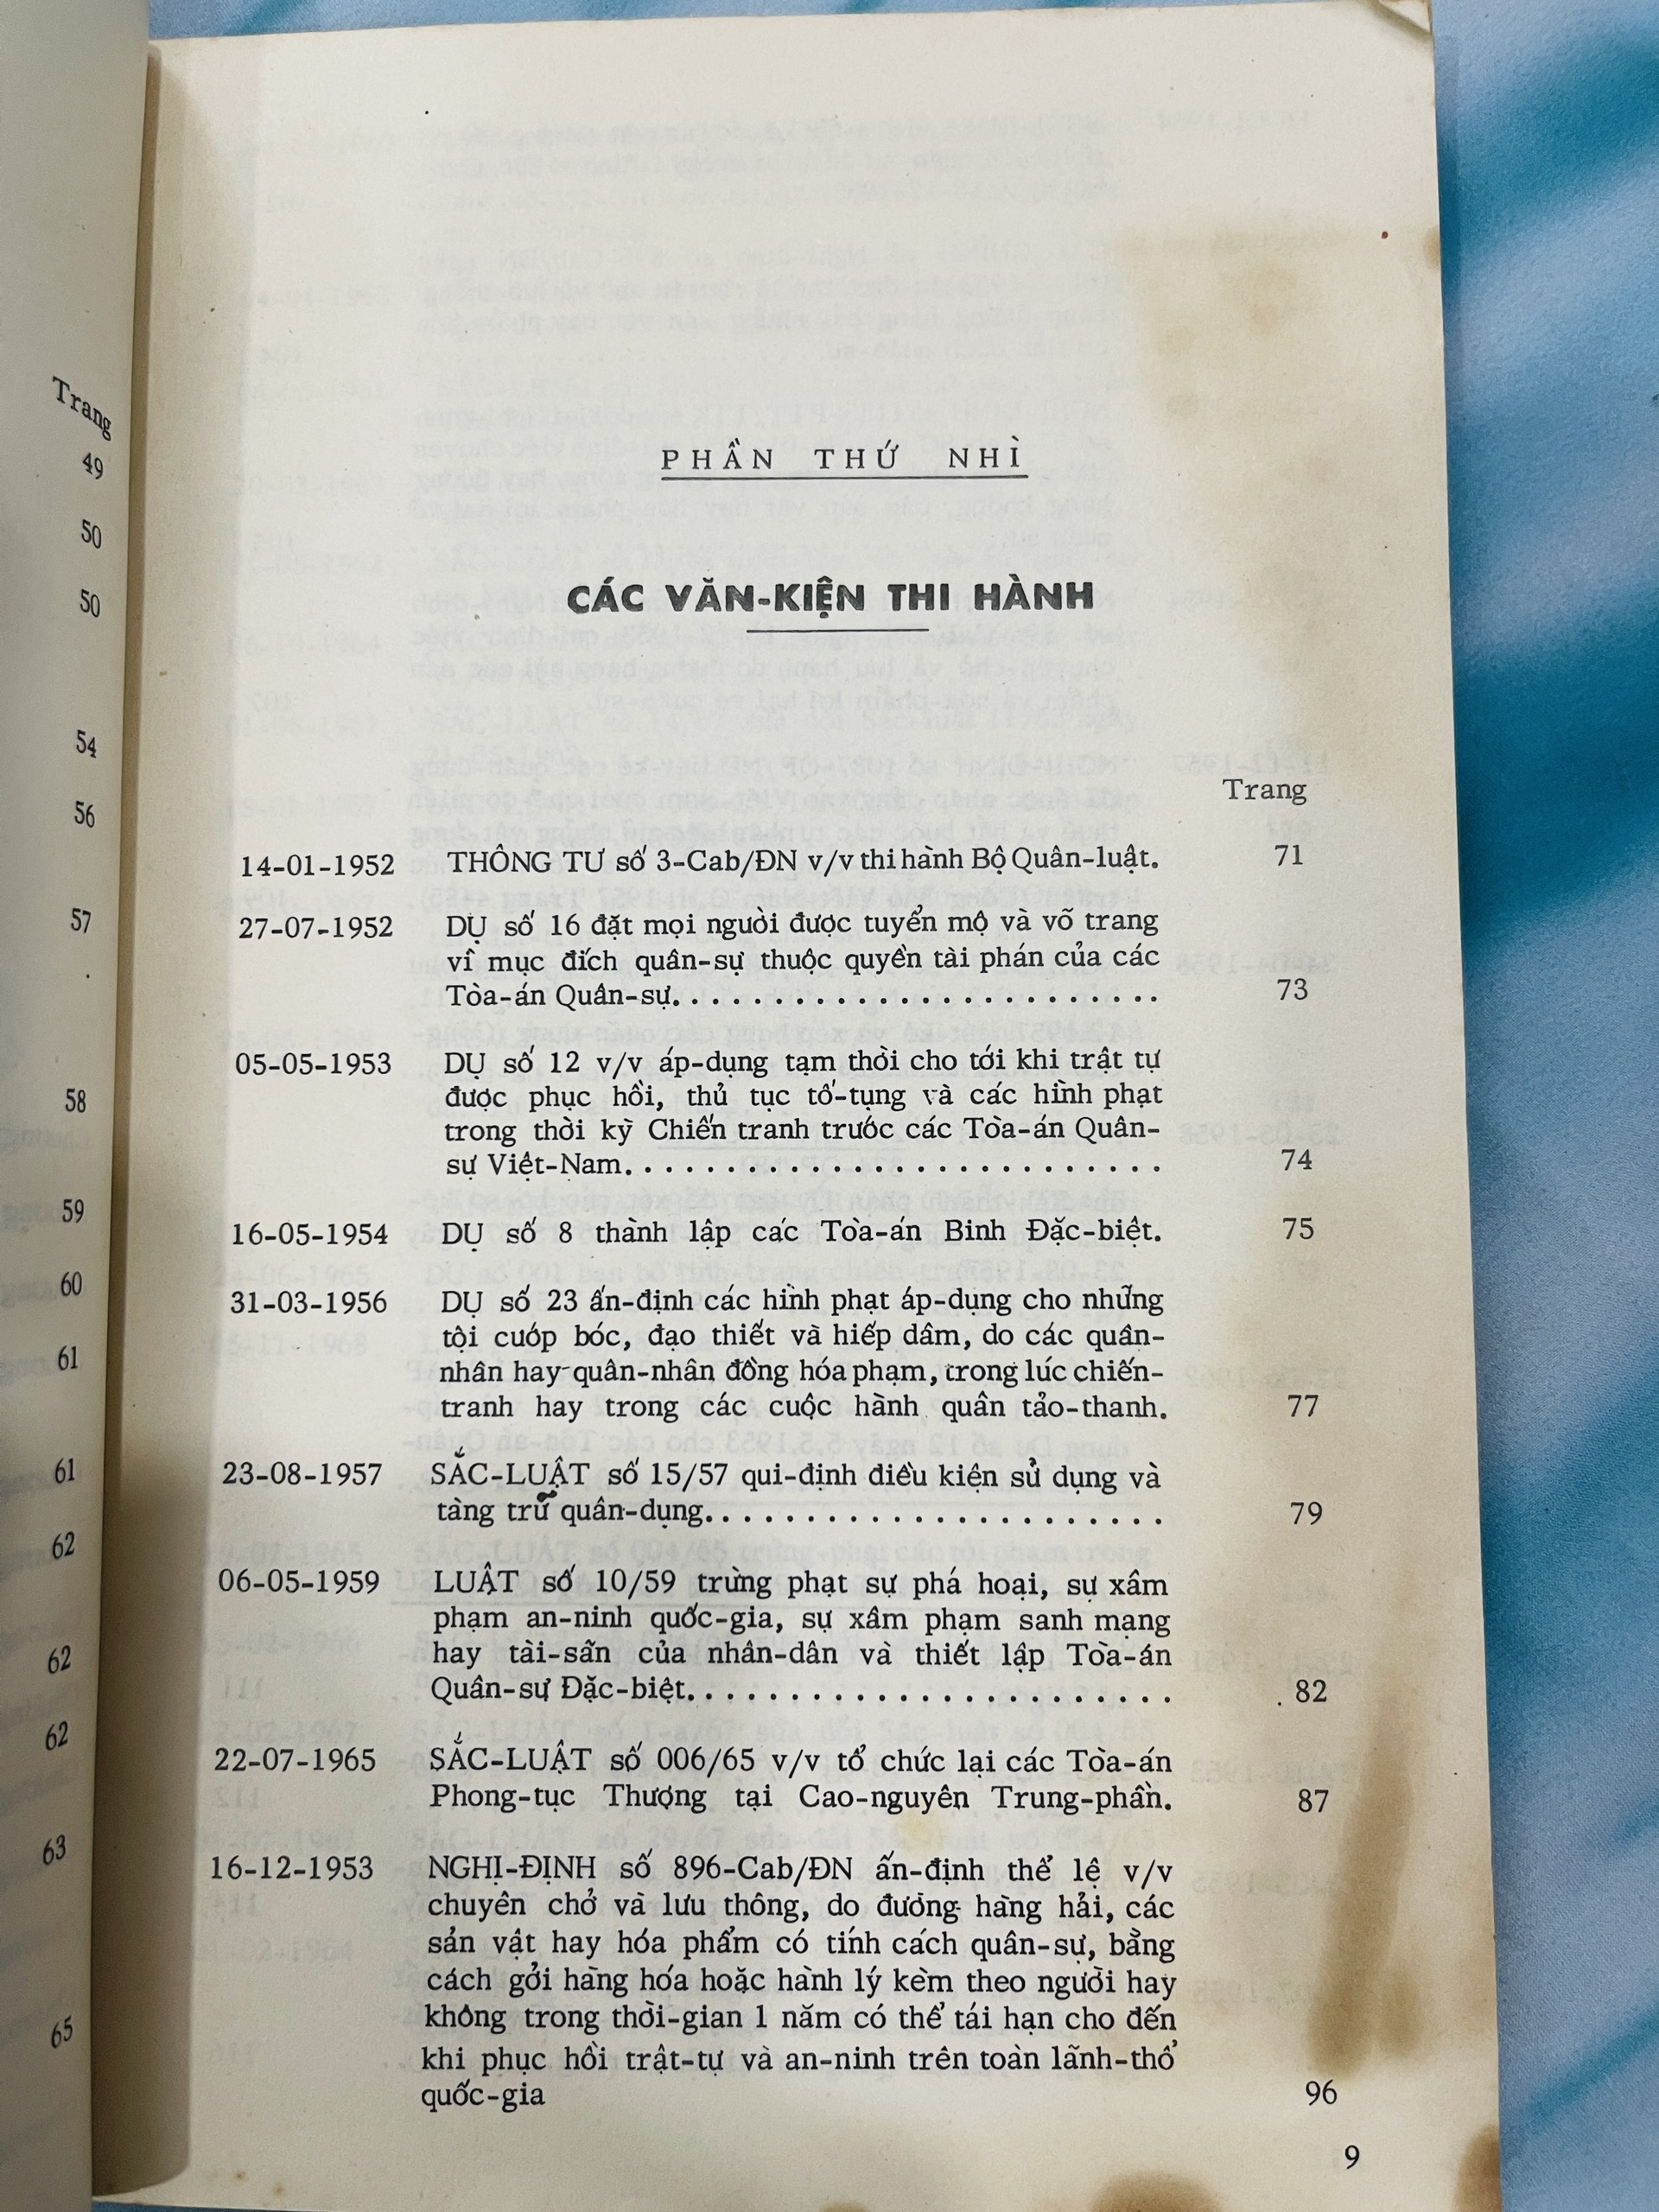 Trang
49
50
50
54
56
57
58
59
60
61
61
62
62
62
63
65
PHẦN THỨ NHÌ
CÁC VĂN-KIỆN THI HÀNH
Trang
14-01-1952 THÔNG TƯ số 3-Cab/ĐN v/v thi hành Bộ Quân-luật. 71
27-07-1952 DỤ số 16 đặt mọi người được tuyển mộ và võ trang
vì mục đích quân-sự thuộc quyền tài phán của các
Tòa-án Quân-sự. . . . . . . . . . . . . . . . . . . . . . . . 73
05-05-1953 DỤ số 12 v/v áp-dụng tạm thời cho tới khi trật tự
được phục hồi, thủ tục tố-tụng và các hình phạt
trong thời kỳ Chiến tranh trước các Tòa-án Quân-
sự Việt-Nam. . . . . . . . . . . . . . . . . . . . . . . . . . . 74
16-05-1954 DỤ số 8 thành lập các Toà-án Binh Đặc-biệt. 75
31-03-1956 DỤ số 23 ấn-định các hình phạt áp-dụng cho những
tội cướp bóc, đạo thiết và hiếp dâm, do các quân-
nhân hay quân-nhân đồng hóa phạm, trong lúc chiến-
tranh hay trong các cuộc hành quân tảo-thanh. 77
23-08-1957 SẮC-LUẬT số 15/57 qui-định điều kiện sử dụng và
tàng trữ quân-dụng. . . . . . . . . . . . . . . . . . . . . . . 79
06-05-1959 LUẬT số 10/59 trừng phạt sự phá hoại, sự xâm
phạm an-ninh quốc-gia, sự xâm phạm sanh mạng
hay tài-sãn của nhân-dân và thiết lập Toà-án
Quân-sự Đặc-biệt. . . . . . . . . . . . . . . . . . . . . . . . 82
22-07-1965 SẮC-LUẬT số 006/65 v/v tổ chức lại các Toà-án
Phong-tục Thượng tại Cao-nguyên Trung-phần. 87
16-12-1953 NGHỊ-ĐỊNH số 896-Cab/ĐN ấn-định thể lệ v/v
chuyên chở và lưu thông, do đường hàng hải, các
sản vật hay hóa phẩm có tính cách quân-sự, bằng
cách gởi hàng hóa hoặc hành lý kèm theo người hay
không trong thời-gian 1 năm có thể tái hạn cho đến
khi phục hồi trật-tự và an-ninh trên toàn lãnh-thổ
quốc-gia 96
9